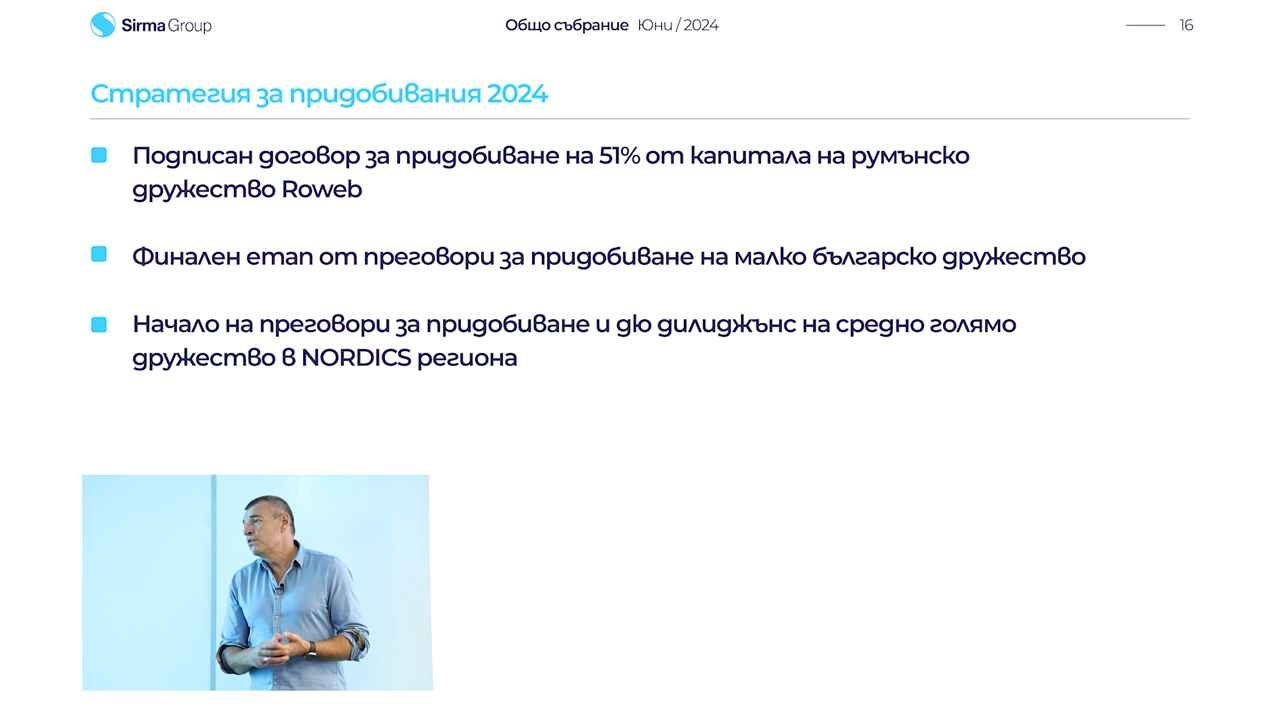 Sirma Group
Общо събрание Юни / 2024
16
Стратегия за придобивания 2024
Подписан договор за придобиване на 51% от капитала на румънско
дружество Roweb
Финален етап от преговори за придобиване на малко българско дружество
Начало на преговори за придобиване и дю дилиджънс на средно голямо
дружество в NORDICS региона